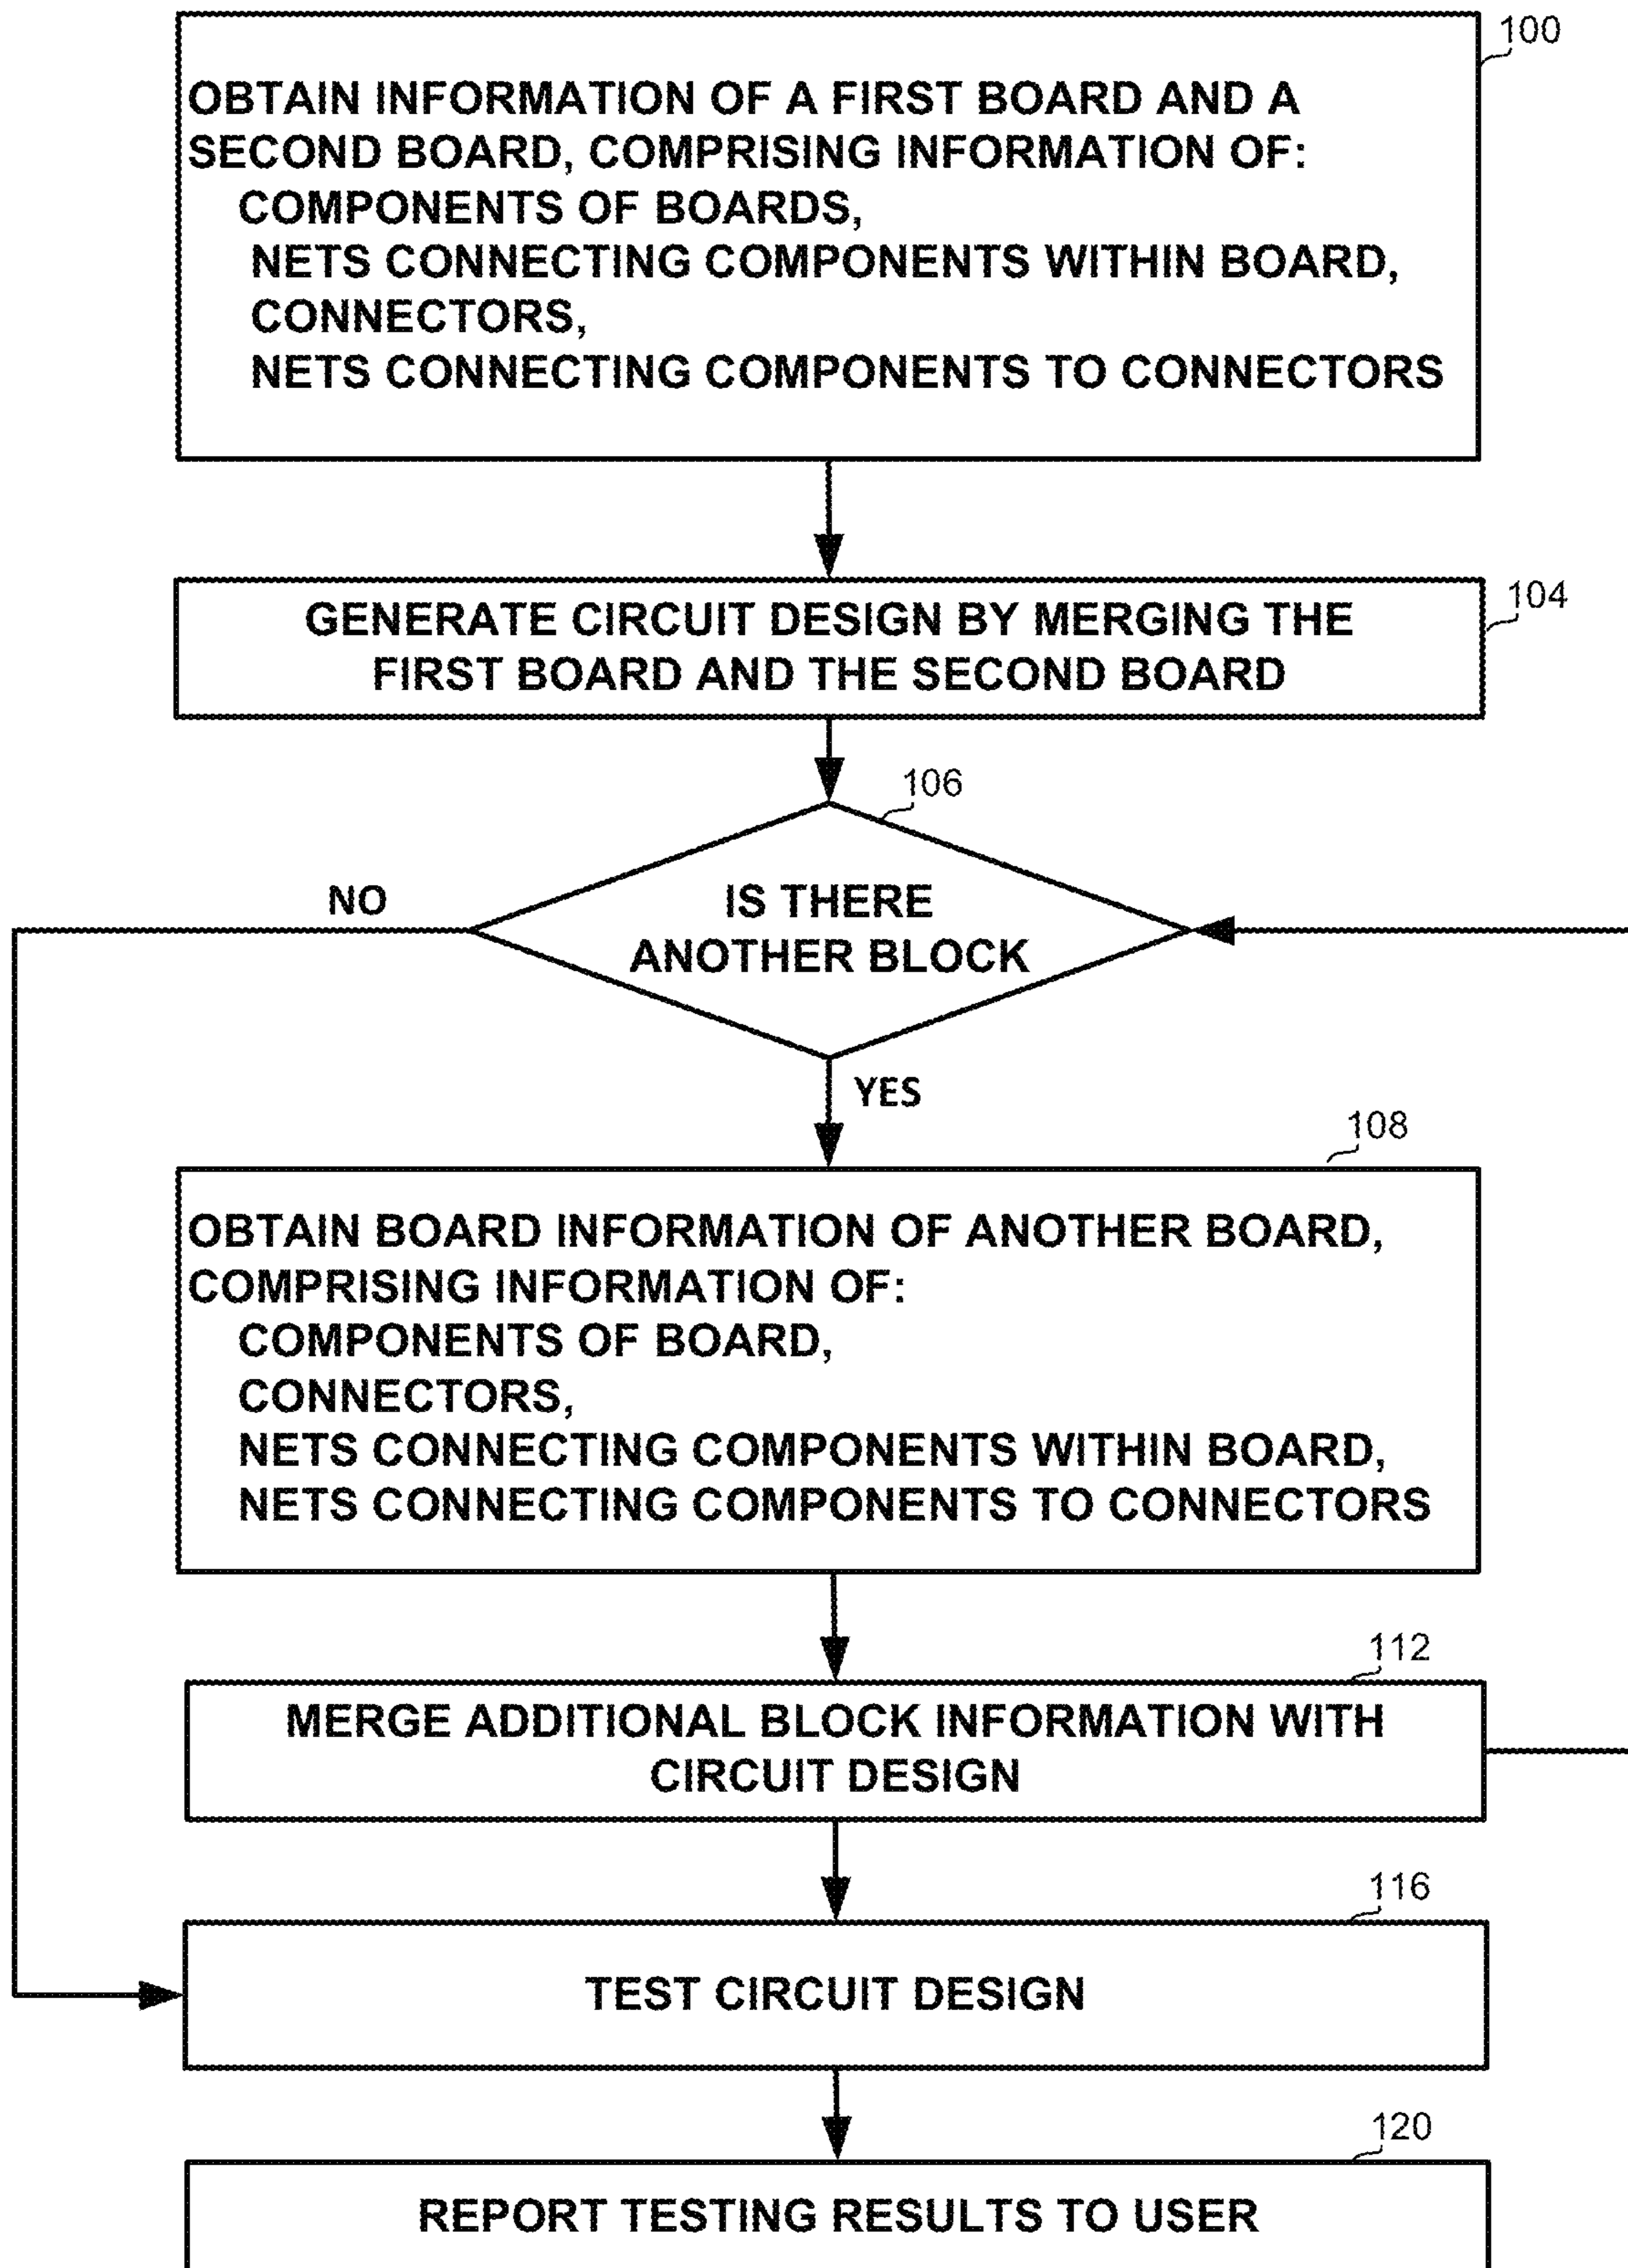 100
OBTAIN INFORMATION OF A FIRST BOARD AND A
SECOND BOARD, COMPRISING INFORMATION OF:
COMPONENTS OF BOARDS,
NETS CONNECTING COMPONENTS WITHIN BOARD,
CONNECTORS,
NETS CONNECTING COMPONENTS TO CONNECTORS
104
GENERATE CIRCUIT DESIGN BY MERGING THE
FIRST BOARD AND THE SECOND BOARD
106
NO
IS THERE
ANOTHER BLOCK
YES
108
OBTAIN BOARD INFORMATION OF ANOTHER BOARD,
COMPRISING INFORMATION OF:
COMPONENTS OF BOARD,
CONNECTORS,
NETS CONNECTING COMPONENTS WITHIN BOARD,
NETS CONNECTING COMPONENTS TO CONNECTORS
112
MERGE ADDITIONAL BLOCK INFORMATION WITH
CIRCUIT DESIGN
116
TEST CIRCUIT DESIGN
120
REPORT TESTING RESULTS TO USER